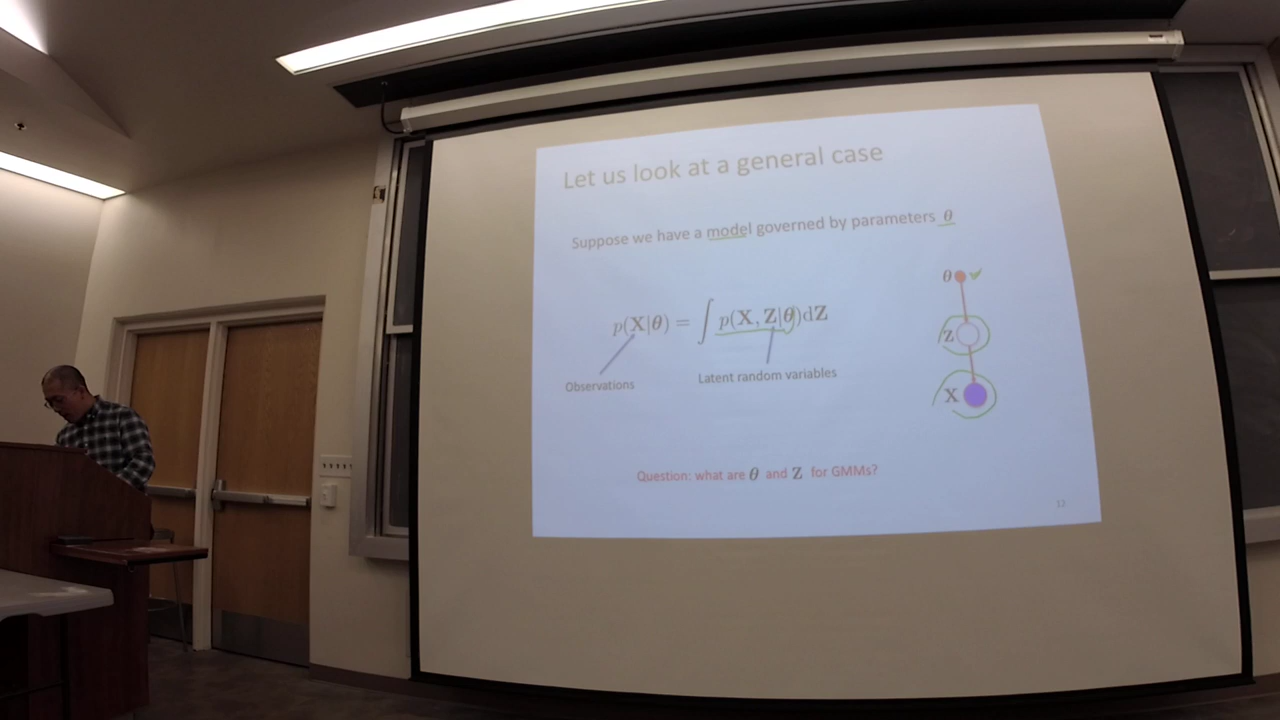 Let us look at a general case
Suppose we have a model governed by parameters θ
p(X|θ) = ∫ p(X, Z|θ)dZ
Observations
Latent random variables
θ
Z
X
Question: what are θ and Z for GMMs?
12